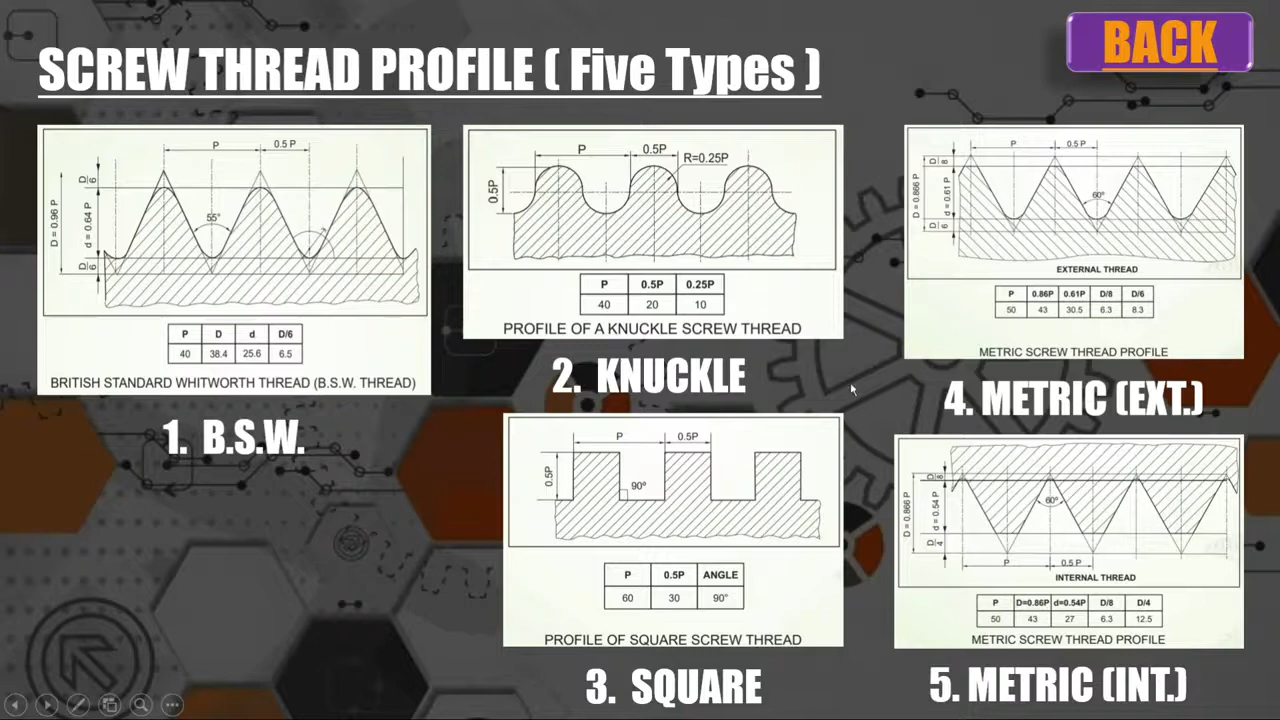 SCREW THREAD PROFILE ( Five Types )
BACK
P
0.5 P
D/6
D = 0.96 P
d = 0.64 P
D/6
55°
P D d D/6
40 38.4 25.6 6.5
BRITISH STANDARD WHITWORTH THREAD (B.S.W. THREAD)
1. B.S.W.
P
0.5P
R=0.25P
0.5P
P 0.5P 0.25P
40 20 10
PROFILE OF A KNUCKLE SCREW THREAD
2. KNUCKLE
P
0.5P
0.5P
90°
P 0.5P ANGLE
60 30 90°
PROFILE OF SQUARE SCREW THREAD
3. SQUARE
P
0.5 P
D/8
D = 0.866 P
d = 0.61 P
D/6
60°
EXTERNAL THREAD
P 0.86P 0.61P D/8 D/6
50 43 30.5 6.3 8.3
METRIC SCREW THREAD PROFILE
4. METRIC (EXT.)
D/8
D = 0.866 P
d = 0.54 P
D/4
60°
P
0.5 P
INTERNAL THREAD
P D=0.86P d=0.54P D/8 D/4
50 43 27 6.3 12.5
METRIC SCREW THREAD PROFILE
5. METRIC (INT.)